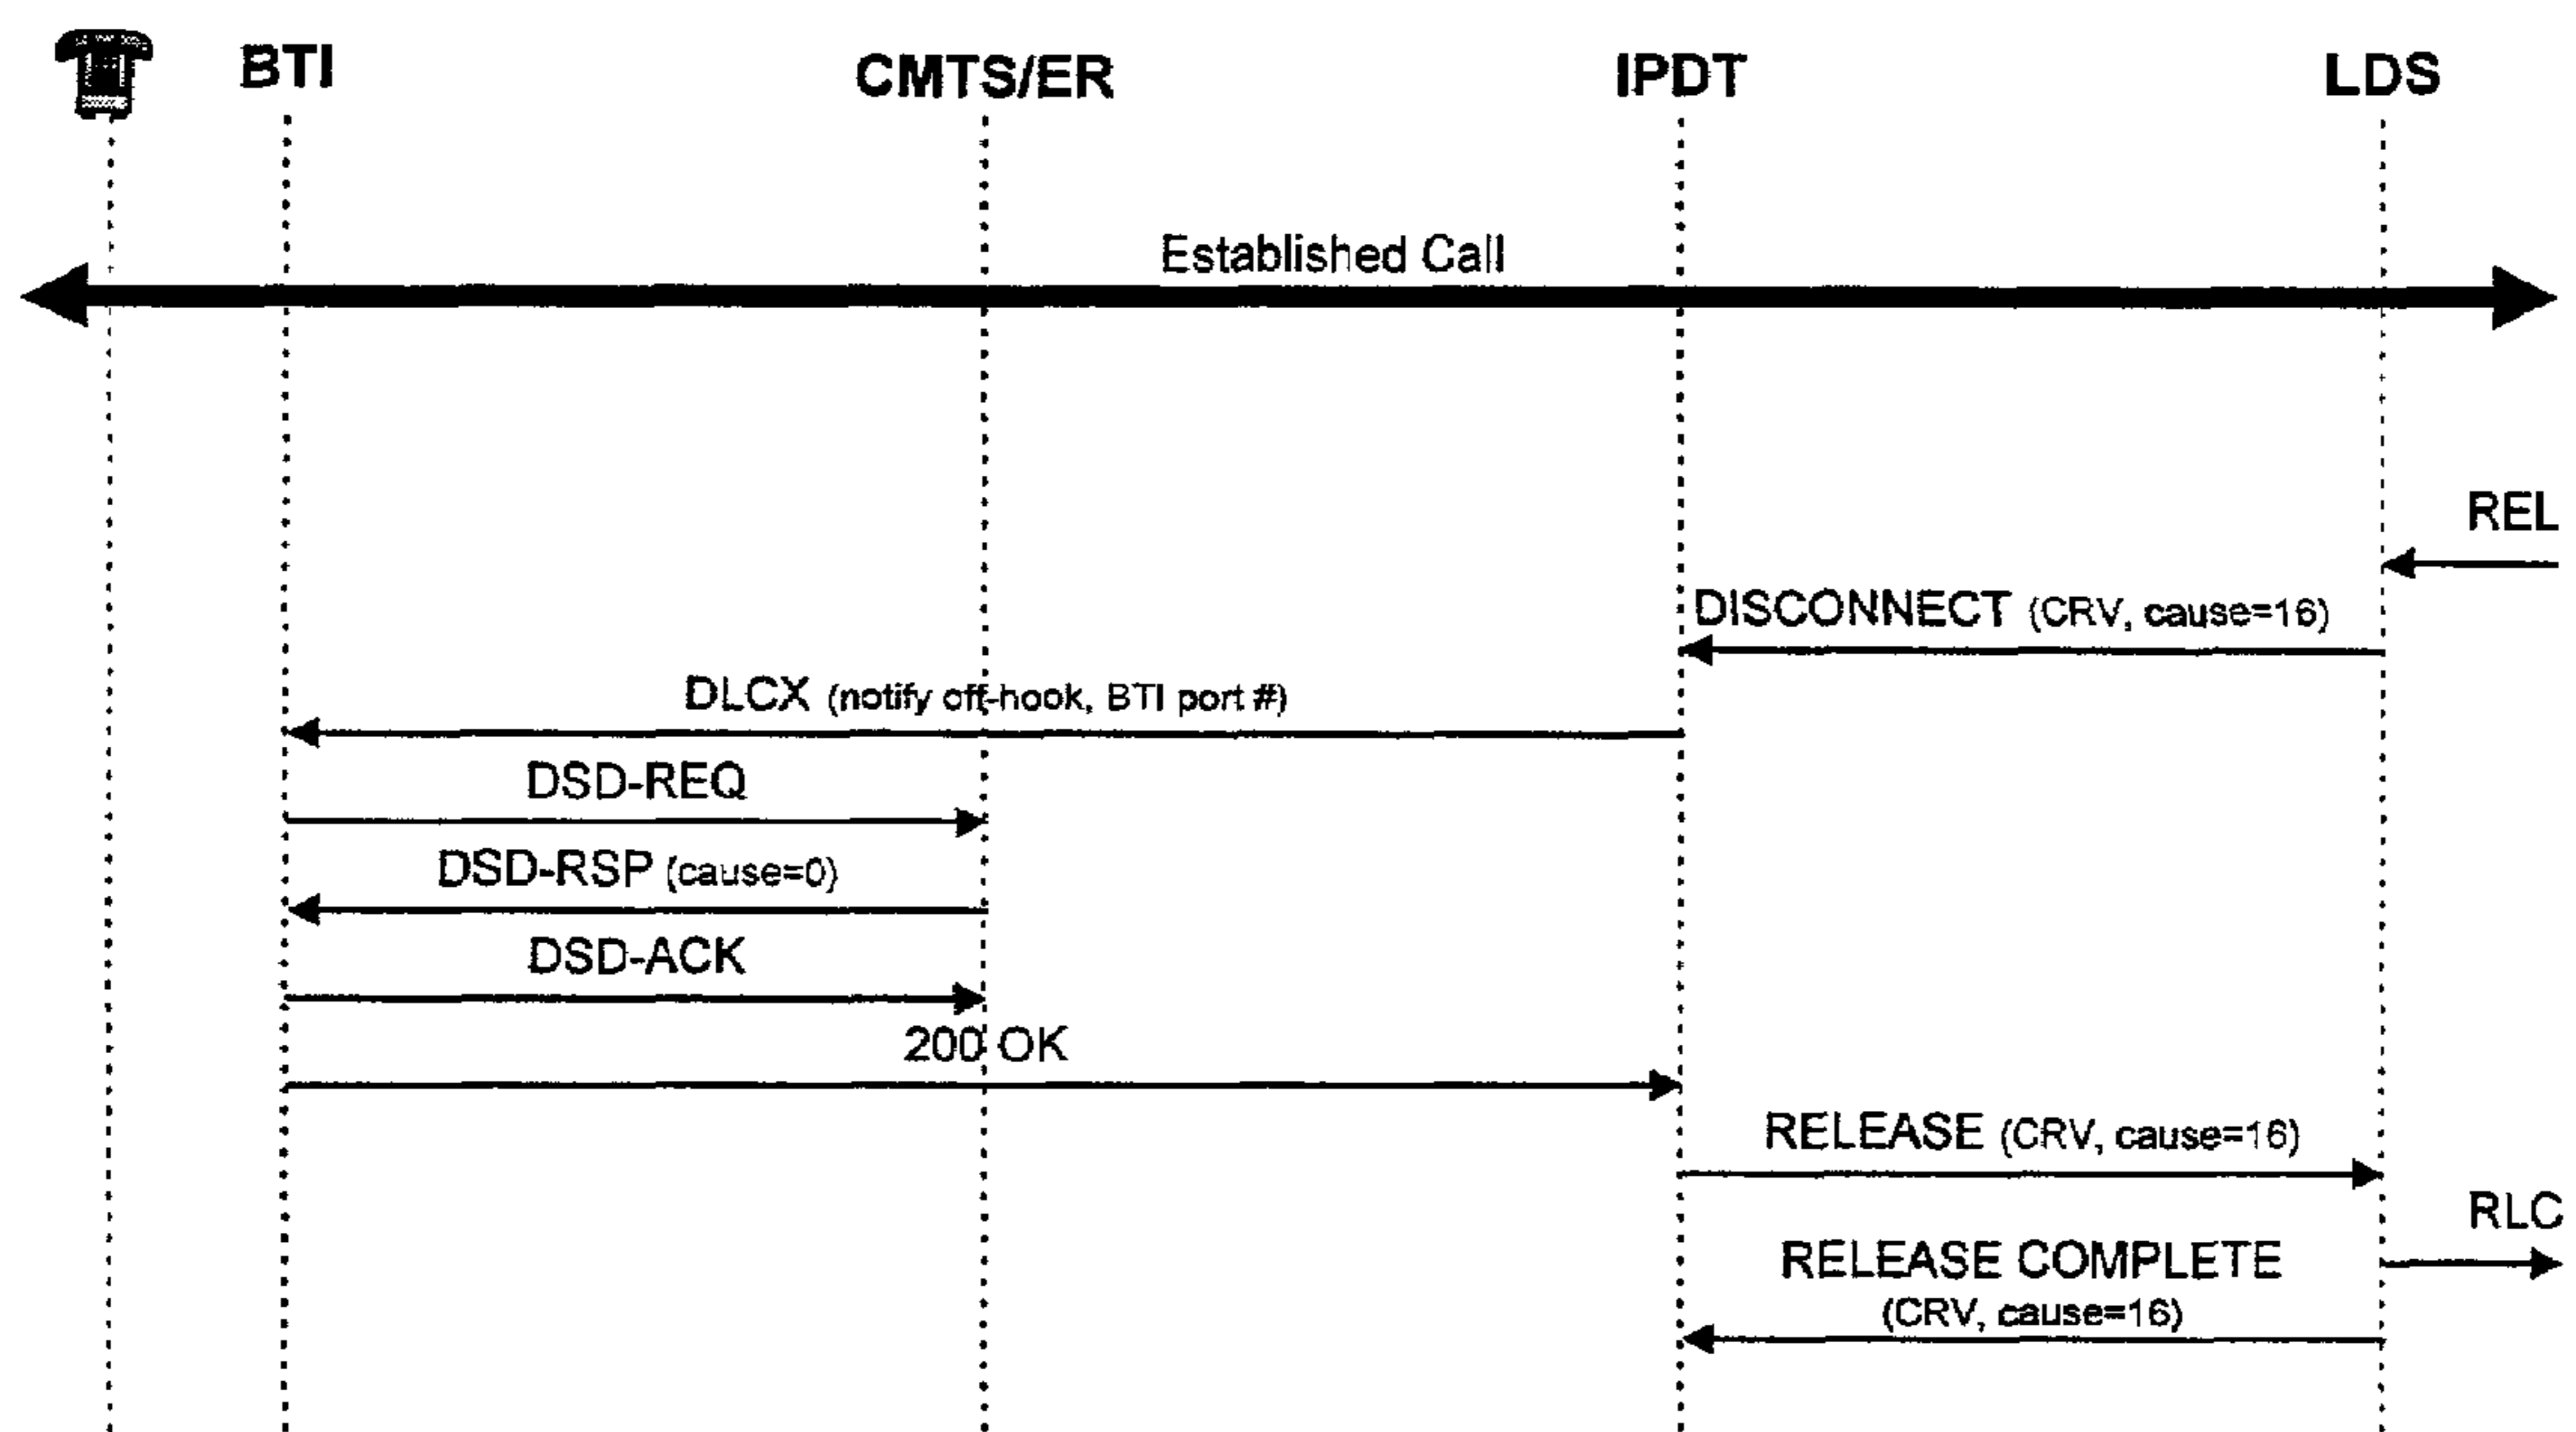 BTI
CMTS/ER
IPDT
LDS
Established Call
REL
DISCONNECT (CRV, cause=16)
DLCX (notify off-hook, BTI port #)
DSD-REQ
DSD-RSP (cause=0)
DSD-ACK
200 OK
RELEASE (CRV, cause=16)
RLC
RELEASE COMPLETE
(CRV, cause=16)